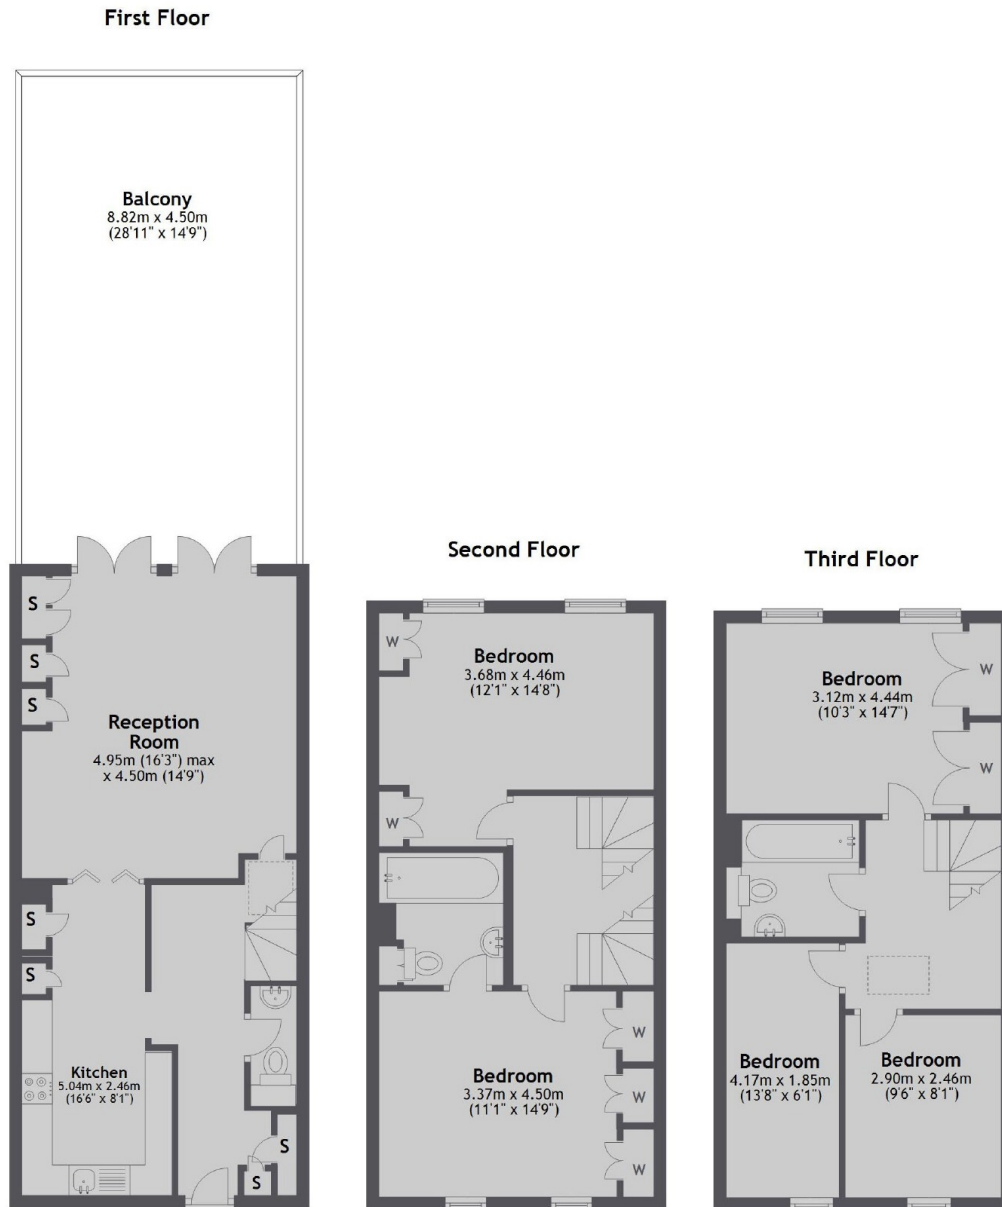 First Floor
Balcony
8.82m x 4.50m
(28'11" x 14'9")
S
S
S
Reception
Room
4.95m (16'3") max
x 4.50m (14'9")
S
S
Kitchen
5.04m x 2.46m
(16'6" x 8'1")
S
S
Second Floor
W
Bedroom
3.68m x 4.46m
(12'1" x 14'8")
W
Bedroom
3.37m x 4.50m
(11'1" x 14'9")
W
W
W
Third Floor
Bedroom
3.12m x 4.44m
(10'3" x 14'7")
W
W
Bedroom
4.17m x 1.85m
(13'8" x 6'1")
Bedroom
2.90m x 2.46m
(9'6" x 8'1")